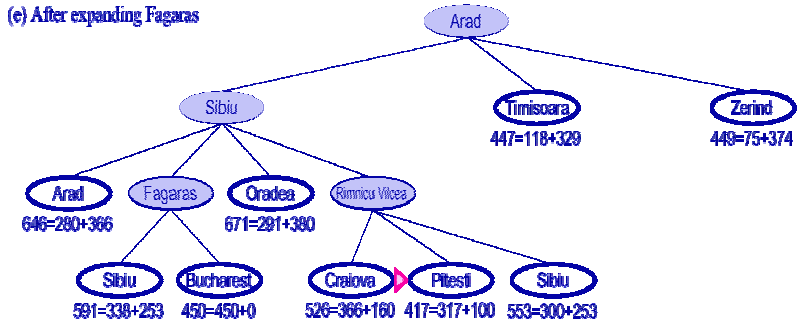 (e) After expanding Fagaras
Arad
Sibiu
Timisoara
Zerind
447=118+329
449=75+374
Arad
Fagaras
Oradea
Rimnicu Vilcea
646=280+366
671=291+380
Sibiu
Bucharest
Craiova
Pitesti
Sibiu
591=338+253
450=450+0
526=366+160
417=317+100
553=300+253